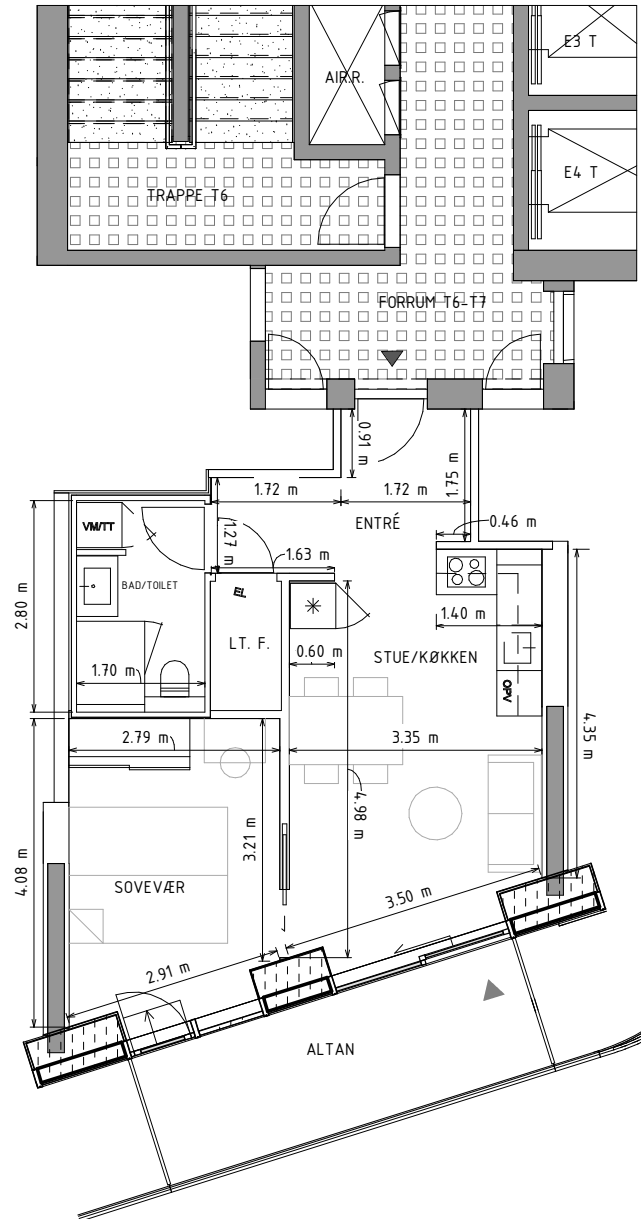 E3 T
AIR.R.
E4 T
TRAPPE T6
FORRUM T6-T7
0.91 m
1.75 m
1.72 m
1.72 m
ENTRÉ
0.46 m
VM/TT
1.27 m
1.63 m
BAD/TOILET
EL
2.80 m
1.40 m
LT. F.
0.60 m
STUE/KØKKEN
1.70 m
OPV
4.35 m
2.79 m
3.35 m
4.98 m
3.21 m
4.08 m
SOVEVÆR
3.50 m
2.91 m
ALTAN